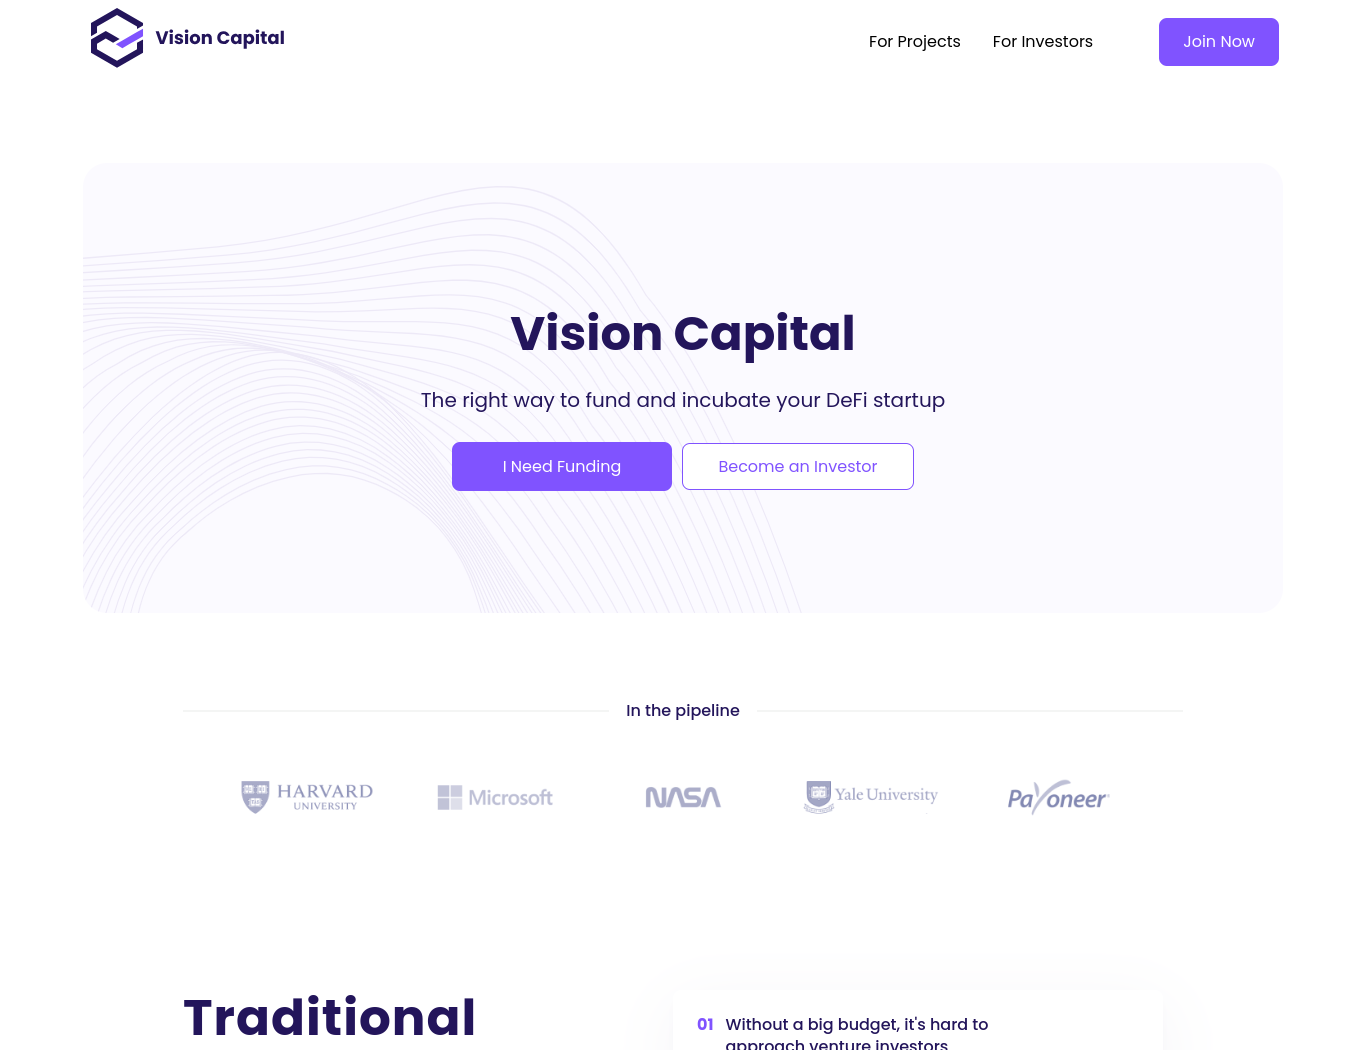 Vision Capital
For Projects
For Investors
Join Now
Vision Capital
The right way to fund and incubate your DeFi startup
I Need Funding
Become an Investor
In the pipeline
HARVARD
UNIVERSITY
Microsoft
NASA
Yale University
Payoneer
Traditional
01 Without a big budget, it's hard to
approach venture investors